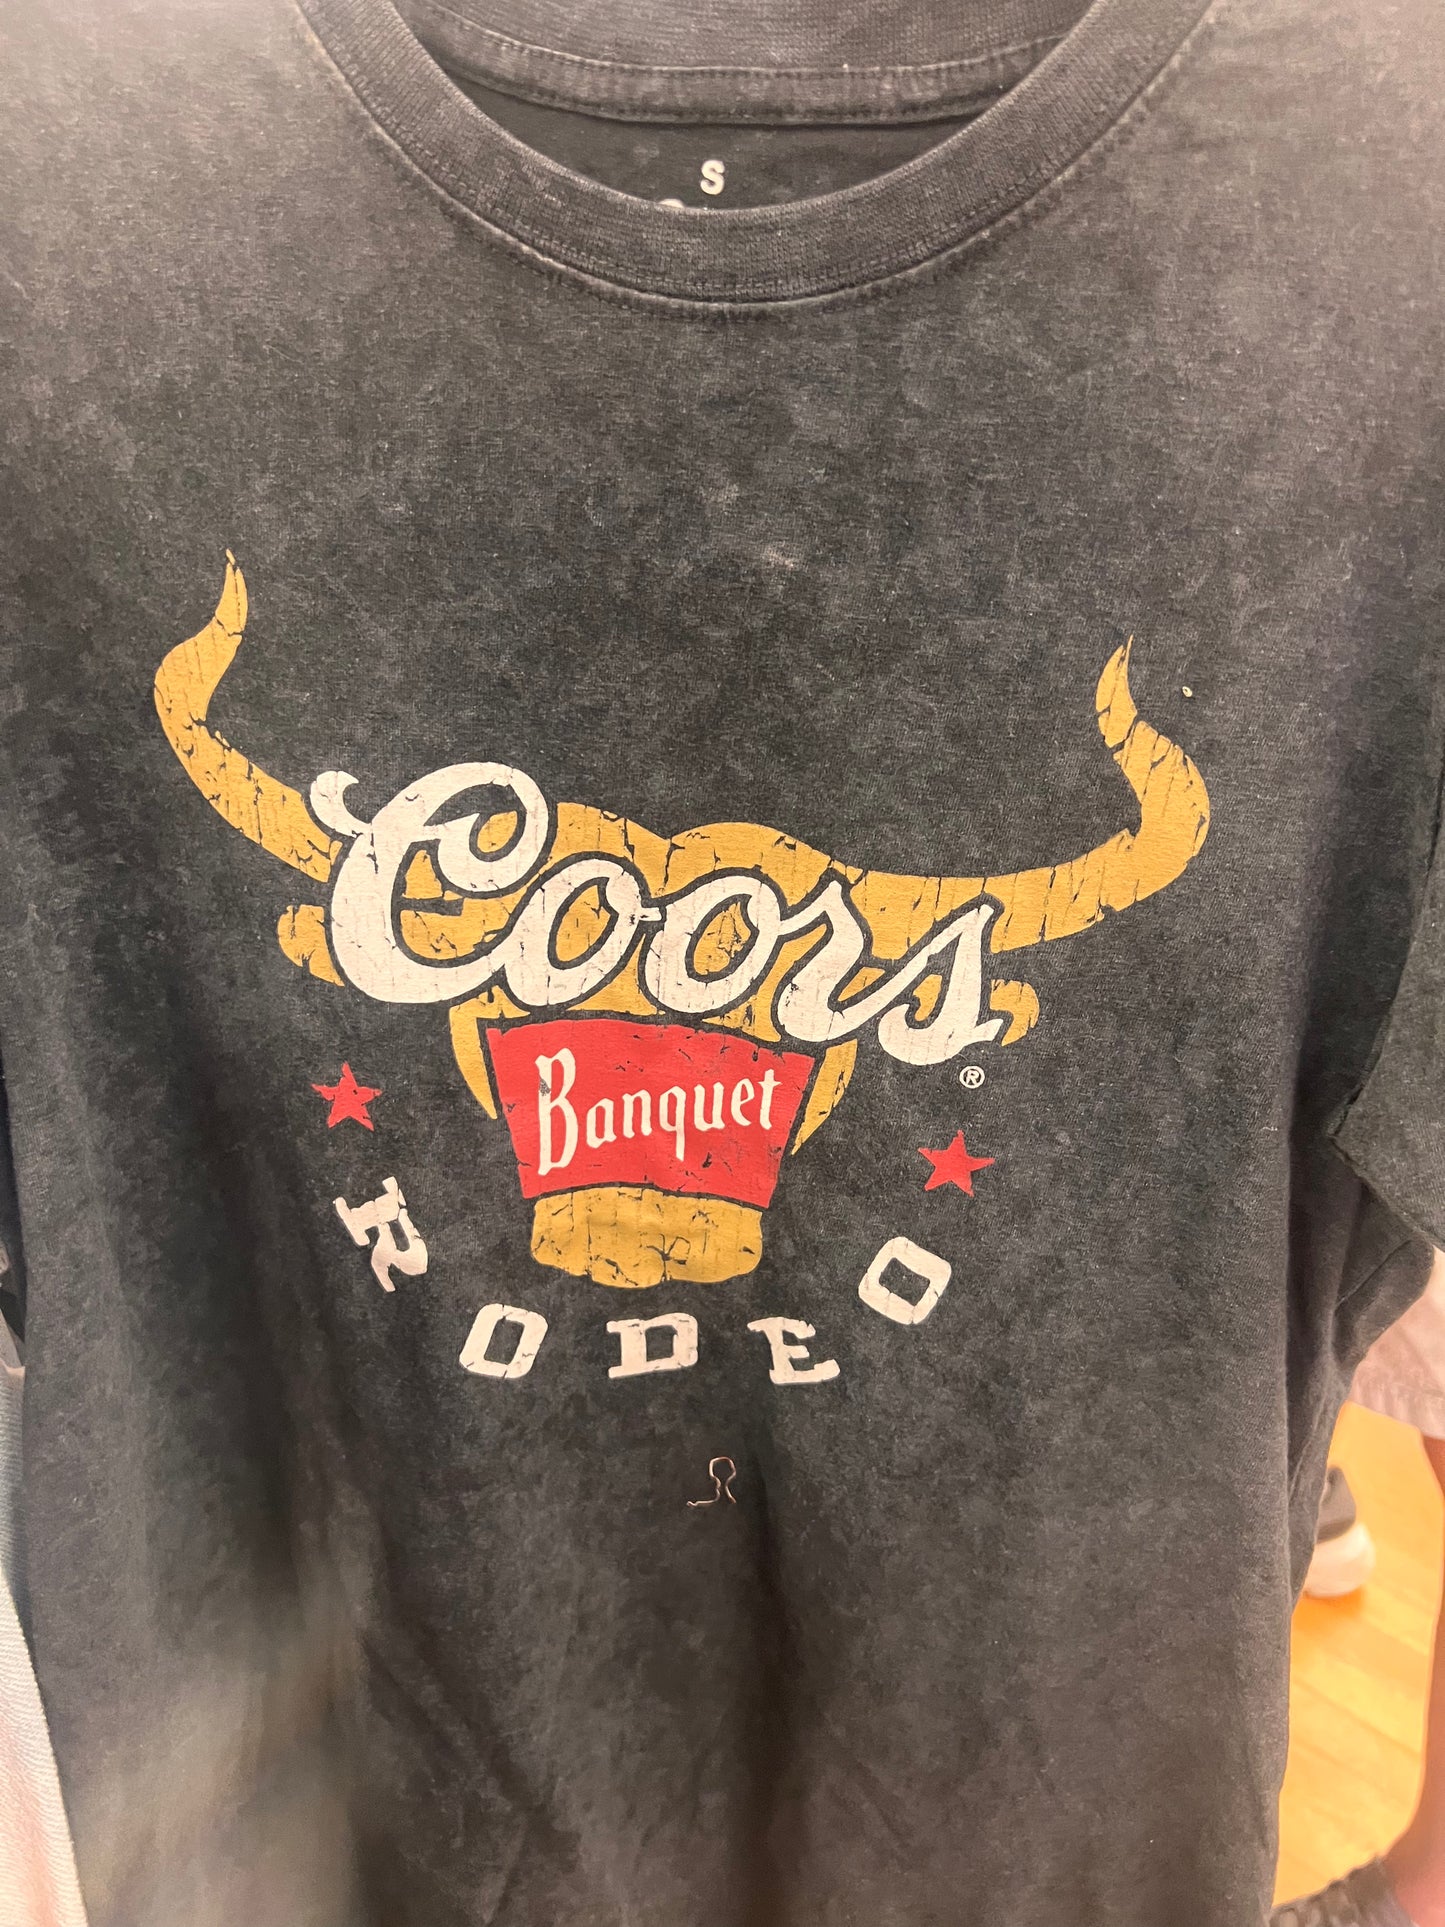 S
Coors
®
Banquet
RODEO